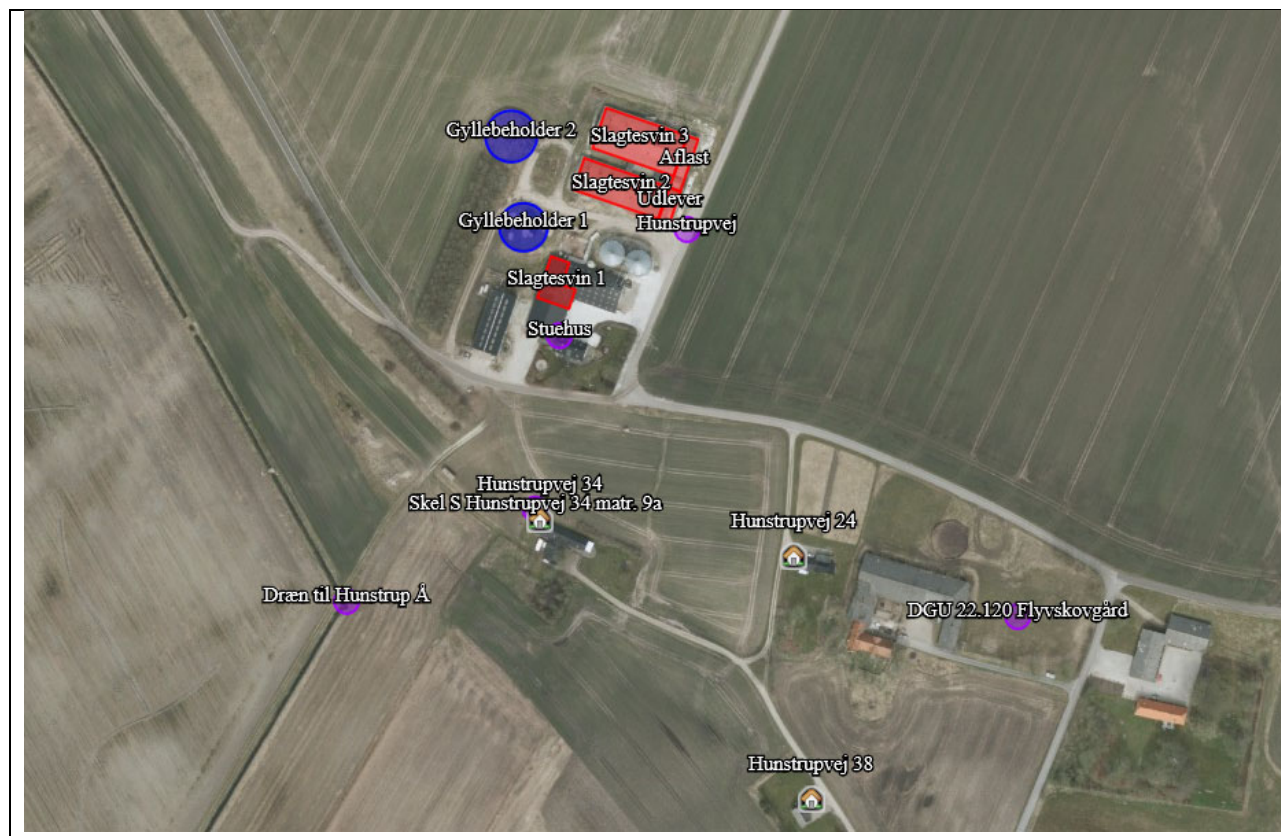 Gyllebeholder 2
Slagtesvin 3
Aflast
Slagtesvin 2
Udlever
Gyllebeholder 1
Hunstrupvej
Slagtesvin 1
Stuehus
Hunstrupvej 34
Skel S Hunstrupvej 34 matr. 9a
Hunstrupvej 24
Dræn til Hunstrup Å
DGU 22.120 Flyvskovgård
Hunstrupvej 38